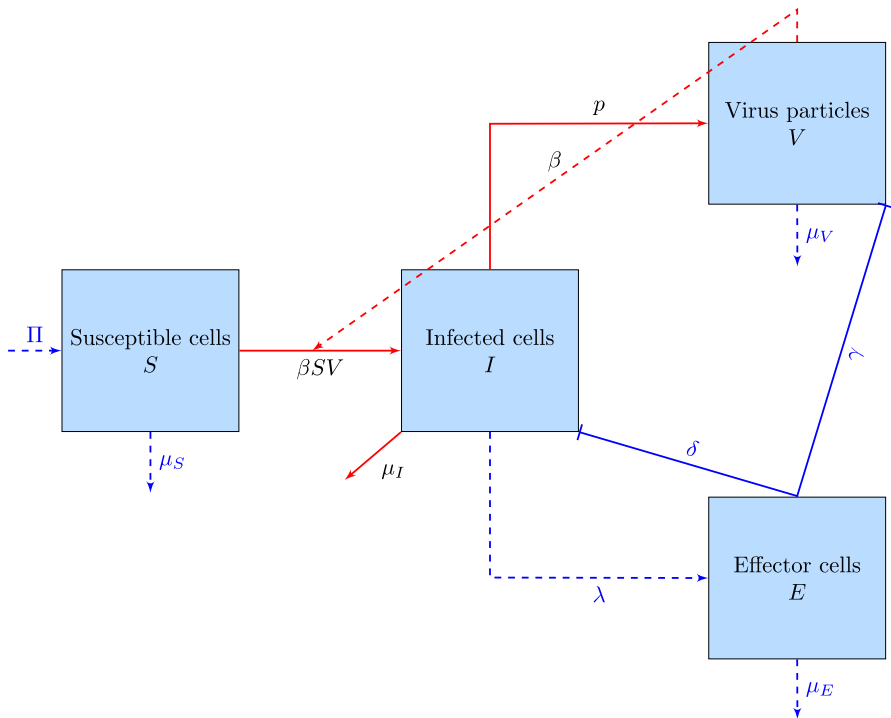 p
Virus particles
V
β
μ_V
Π
Susceptible cells
S
βSV
Infected cells
I
γ
μ_S
μ_I
δ
λ
Effector cells
E
μ_E